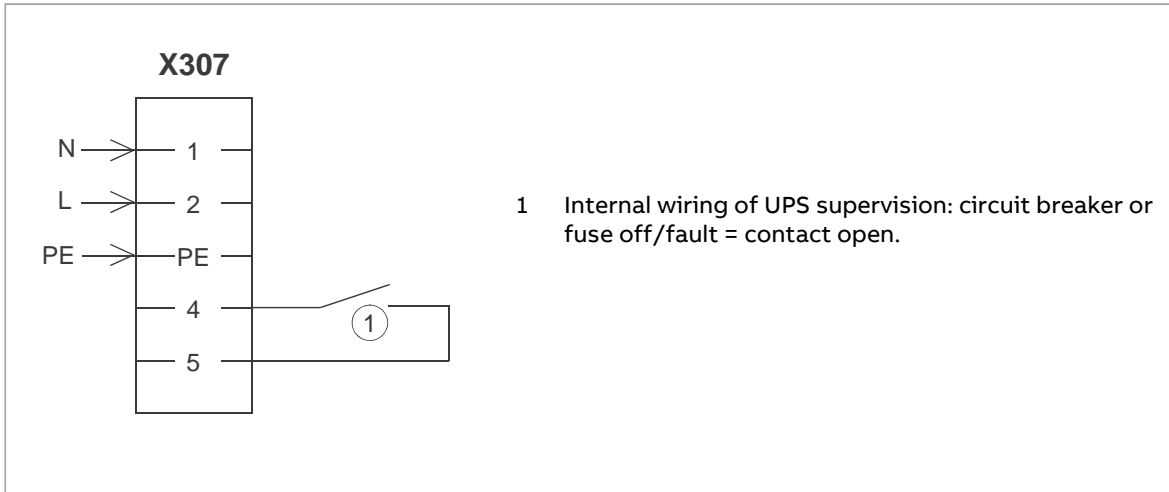 X307
N 1
L 2
PE PE
4
1
5
1 Internal wiring of UPS supervision: circuit breaker or
fuse off/fault = contact open.